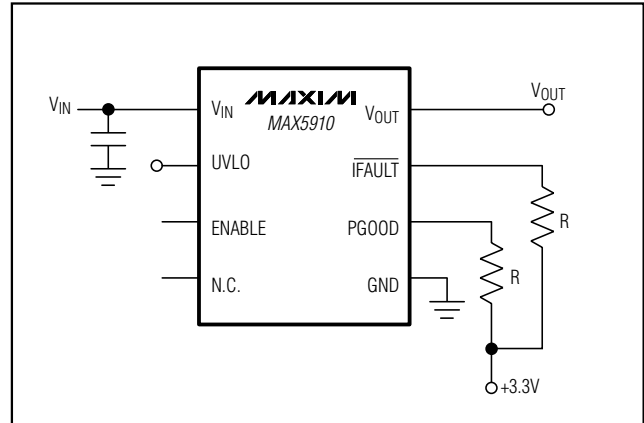 MAXIM
MAX5910
V_IN
V_IN
V_OUT
V_OUT
UVLO
IFAULT
ENABLE
PGOOD
R
N.C.
GND
R
+3.3V